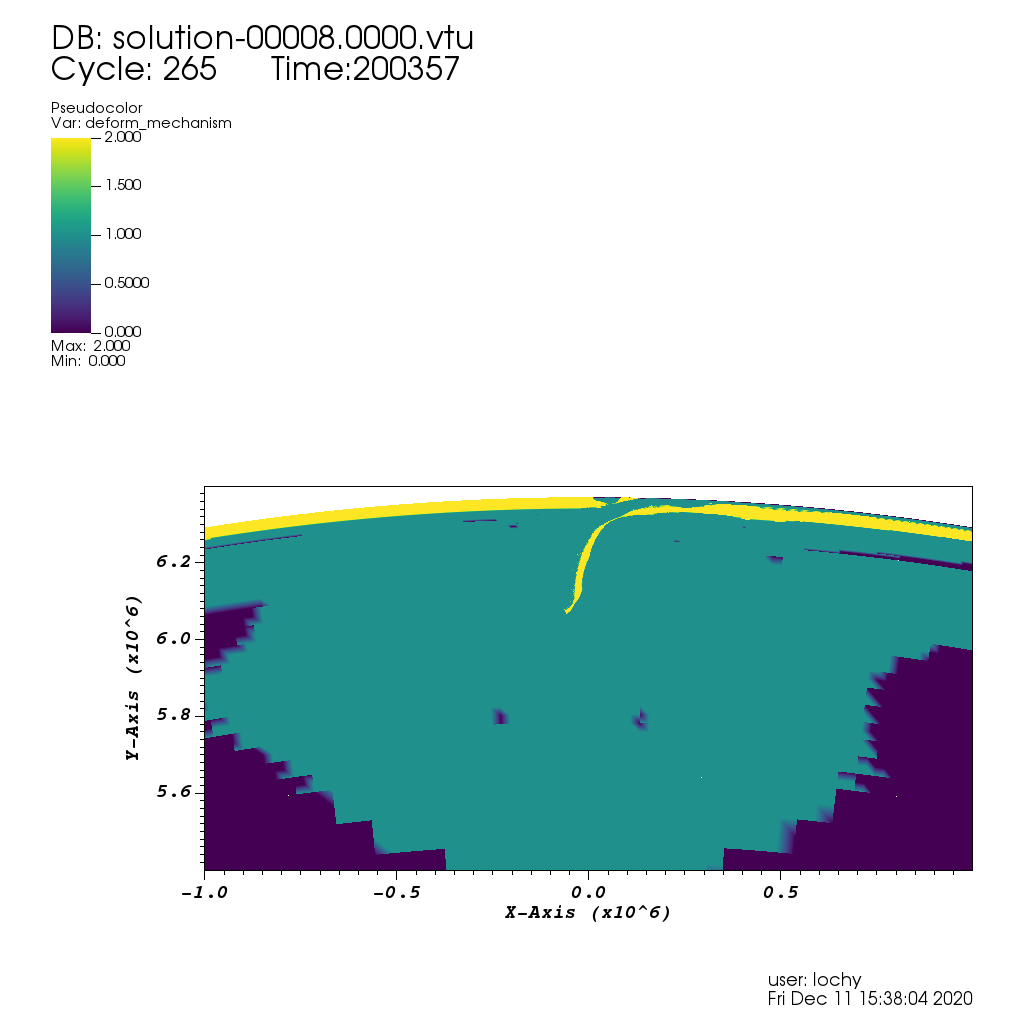 DB: solution-00008.0000.vtu
Cycle: 265 Time:200357
Pseudocolor
Var: deform_mechanism
2.000
1.500
1.000
0.5000
0.000
Max: 2.000
Min: 0.000
6.2
6.0
5.8
5.6
Y-Axis (x10^6)
-1.0 -0.5 0.0 0.5
X-Axis (x10^6)
user: lochy
Fri Dec 11 15:38:04 2020